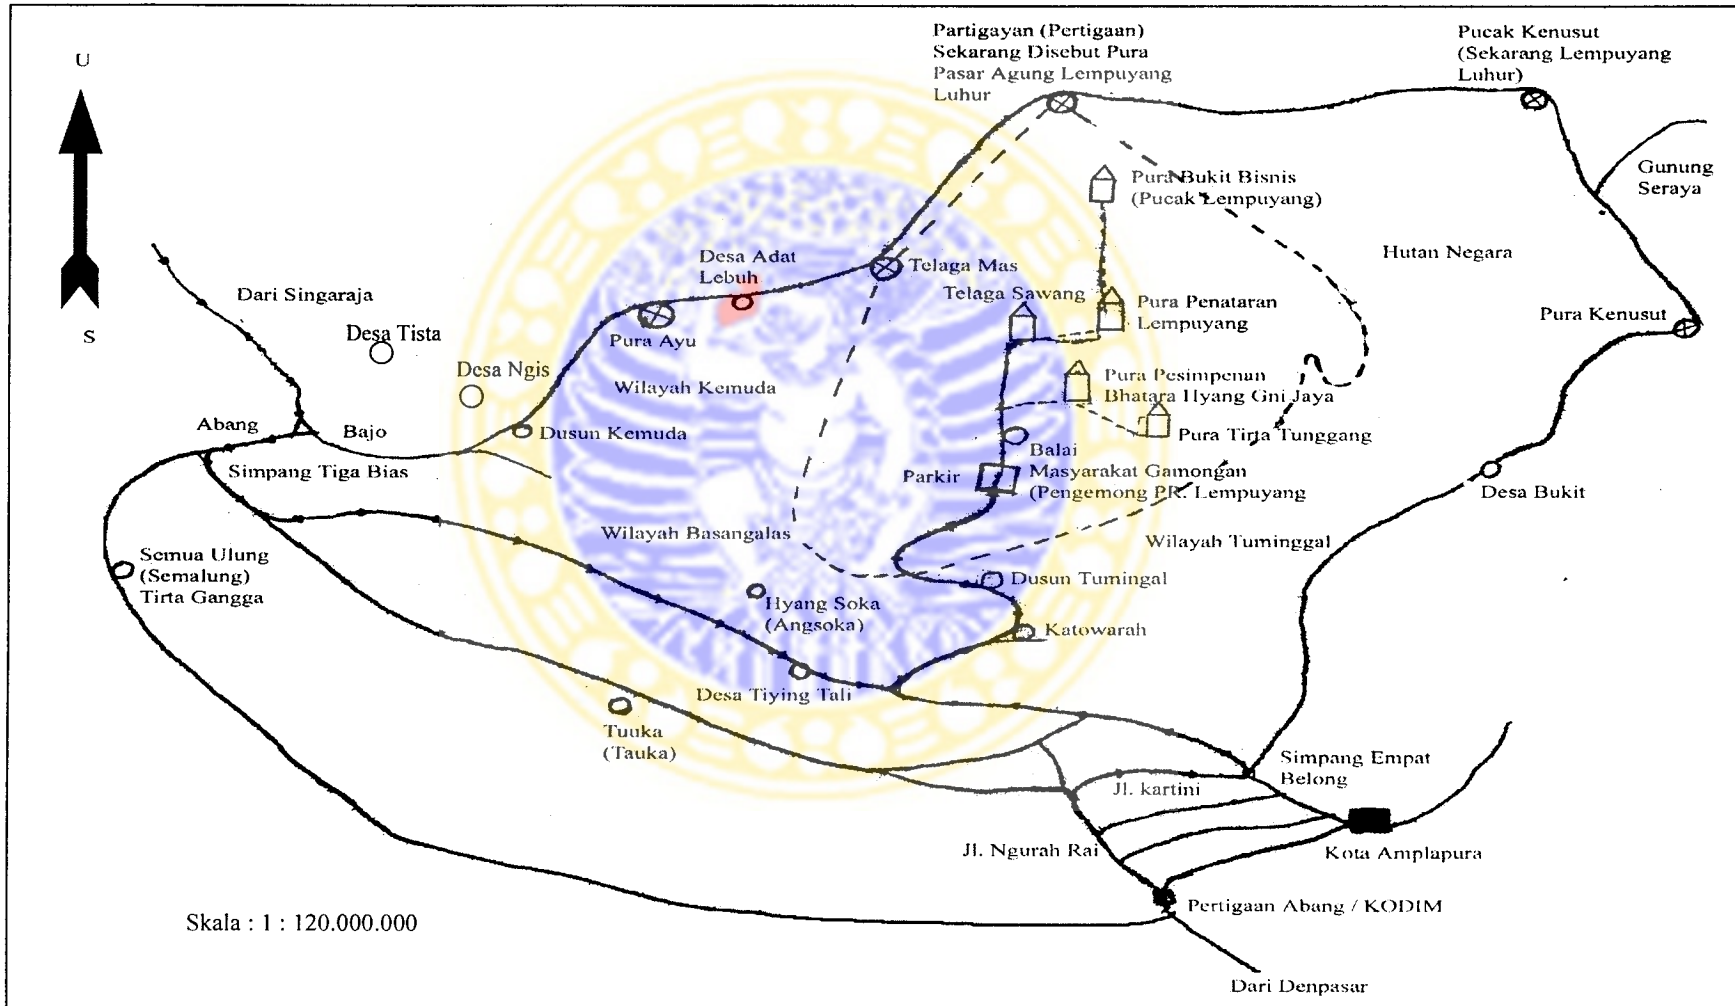 Partigayan (Pertigaan)
Sekarang Disebut Pura
Pasar Agung Lempuyang
Luhur
Pucak Kenusut
(Sekarang Lempuyang
Luhur)
U
S
Gunung
Seraya
Pura Bukit Bisnis
(Pucak Lempuyang)
Hutan Negara
Desa Adat
Lebuh
Telaga Mas
Telaga Sawang
Dari Singaraja
Pura Penataran
Lempuyang
Pura Kenusut
Desa Tista
Pura Ayu
Desa Ngis
Wilayah Kemuda
Pura Pesimpenan
Bhatara Hyang Gni Jaya
Abang
Bajo
Dusun Kemuda
Pura Tirta Tunggang
Simpang Tiga Bias
Parkir
Balai
Masyarakat Gamongan
(Pengemong PR. Lempuyang
Desa Bukit
Wilayah Basangalas
Wilayah Tuminggal
Semua Ulung
(Semalung)
Tirta Gangga
Dusun Tumingal
Hyang Soka
(Angsoka)
Katowarah
Desa Tiying Tali
Tuuka
(Tauka)
Simpang Empat
Belong
Jl. kartini
Jl. Ngurah Rai
Kota Amplapura
Pertigaan Abang / KODIM
Skala : 1 : 120.000.000
Dari Denpasar